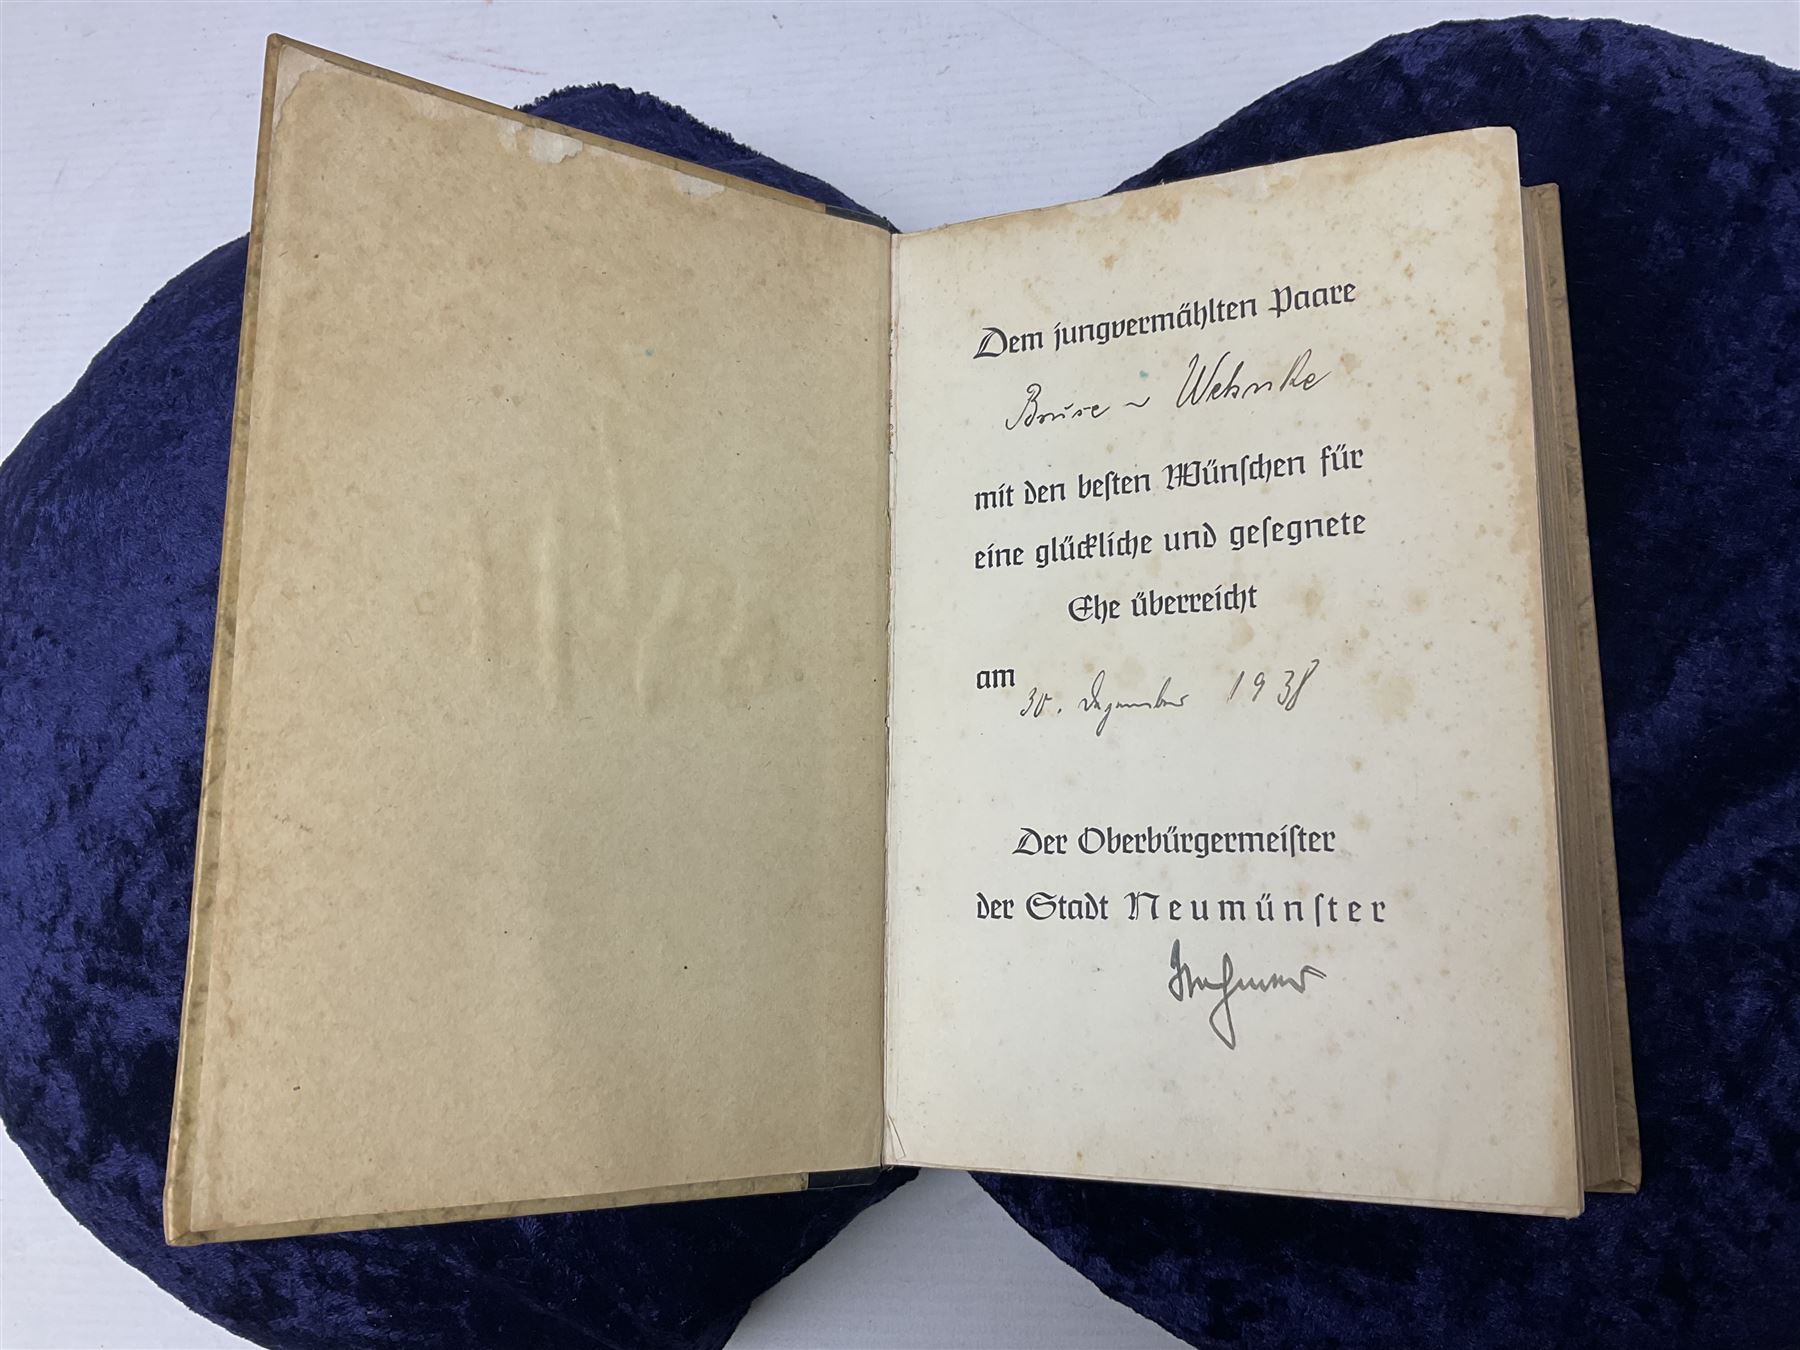 Dem jungvermählten Paare
Wehnke
mit den besten Wünschen für
eine glückliche und gesegnete
Ehe überreicht
am 30. Dezember 1938
Der Oberbürgermeister
der Stadt Neumünster